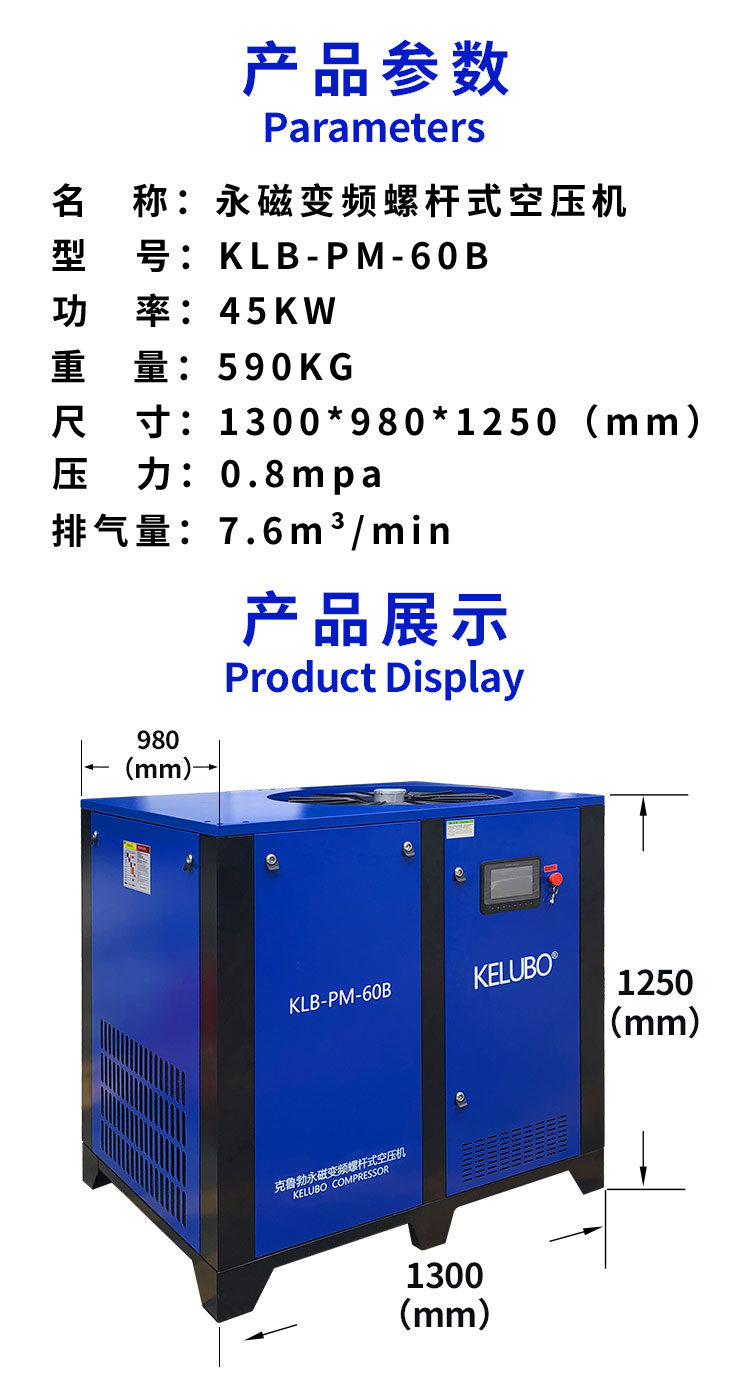 产品参数
Parameters
名 称：永磁变频螺杆式空压机
型 号：KLB-PM-60B
功 率：45KW
重 量：590KG
尺 寸：1300*980*1250（mm）
压 力：0.8mpa
排气量：7.6m³/min
产品展示
Product Display
980
（mm）
KELUBO®
KLB-PM-60B
1250
（mm）
克鲁勃永磁变频螺杆式空压机
KELUBO COMPRESSOR
1300
（mm）